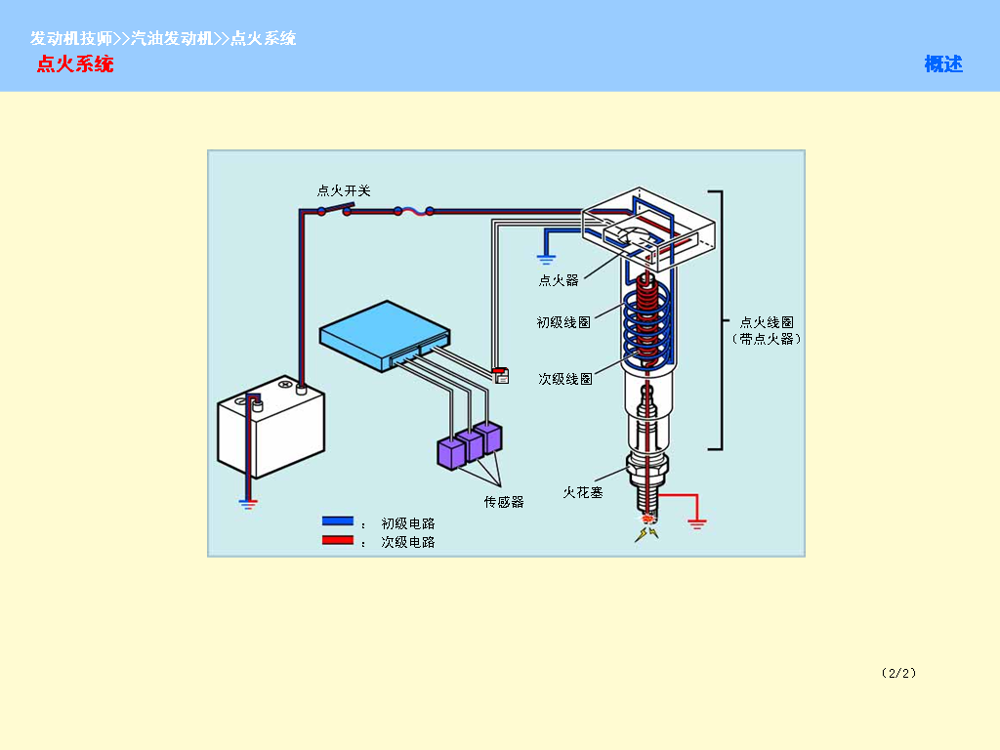 发动机技师>>汽油发动机>>点火系统
点火系统
概述
点火开关
点火器
初级线圈
点火线圈
（带点火器）
次级线圈
火花塞
传感器
： 初级电路
： 次级电路
（2/2）